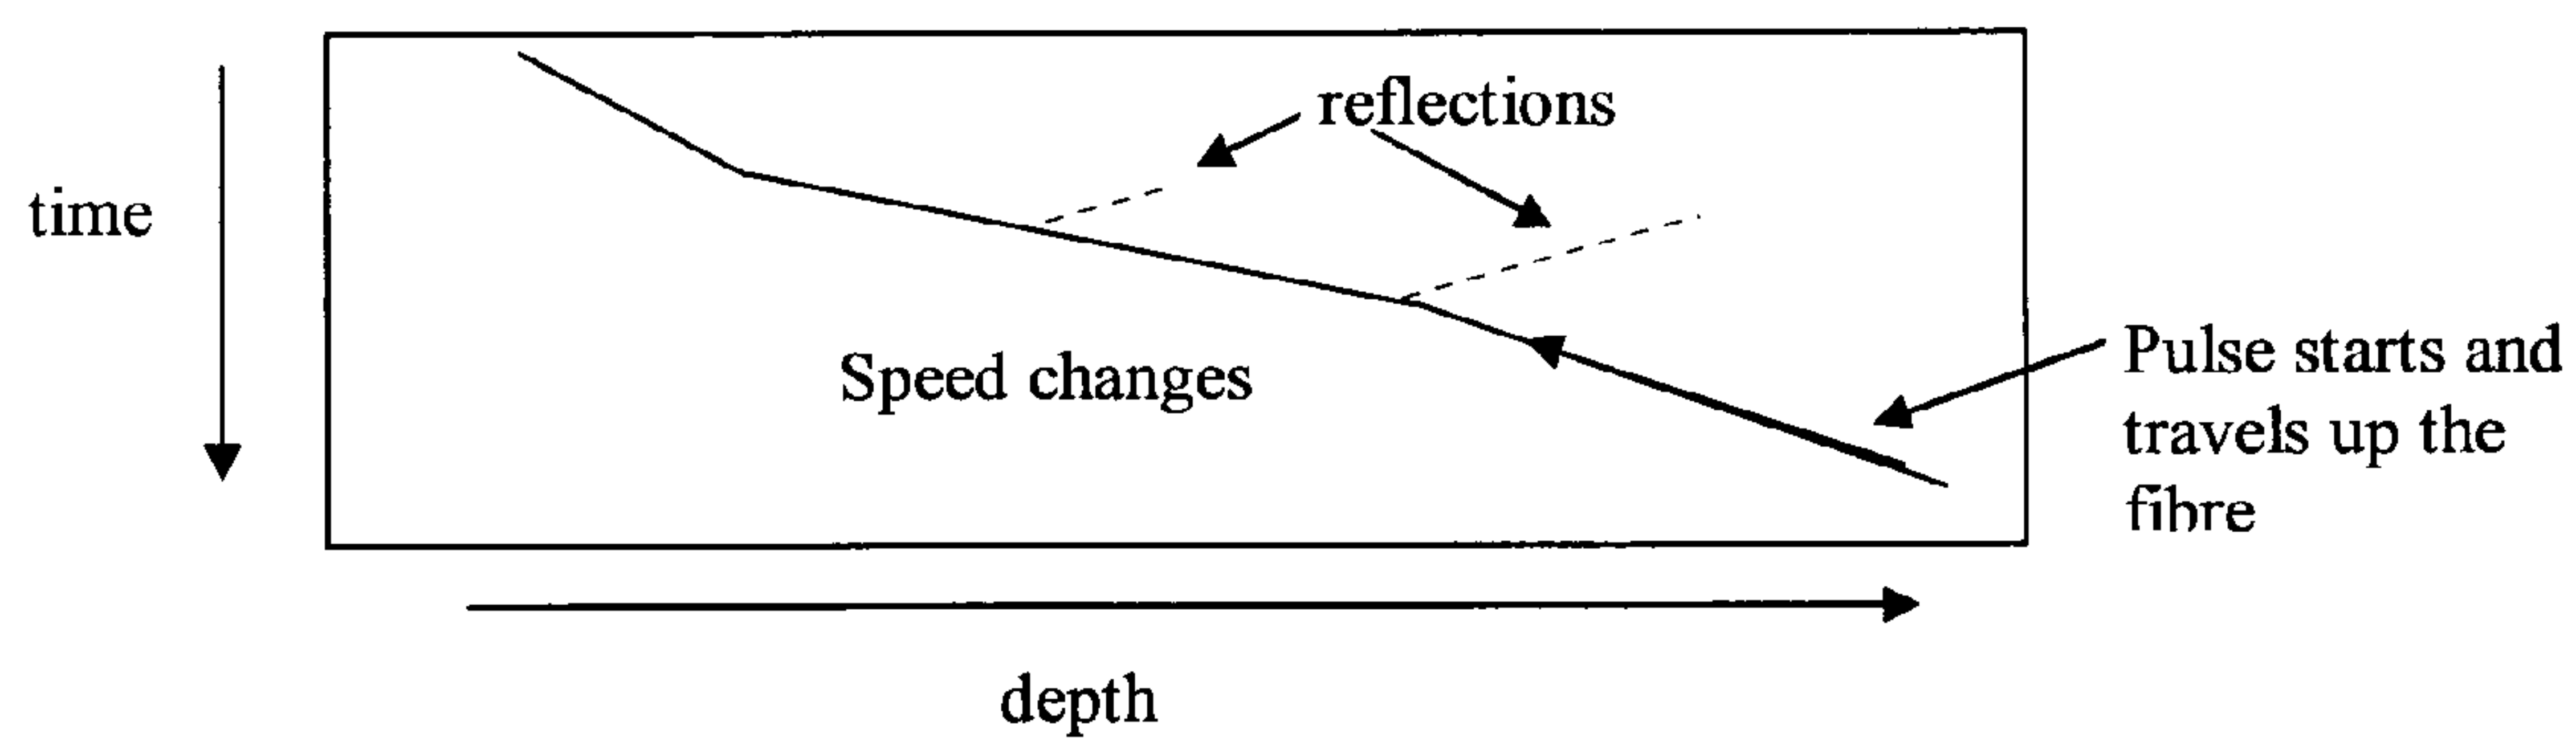 reflections
time
Speed changes
Pulse starts and
travels up the
fibre
depth